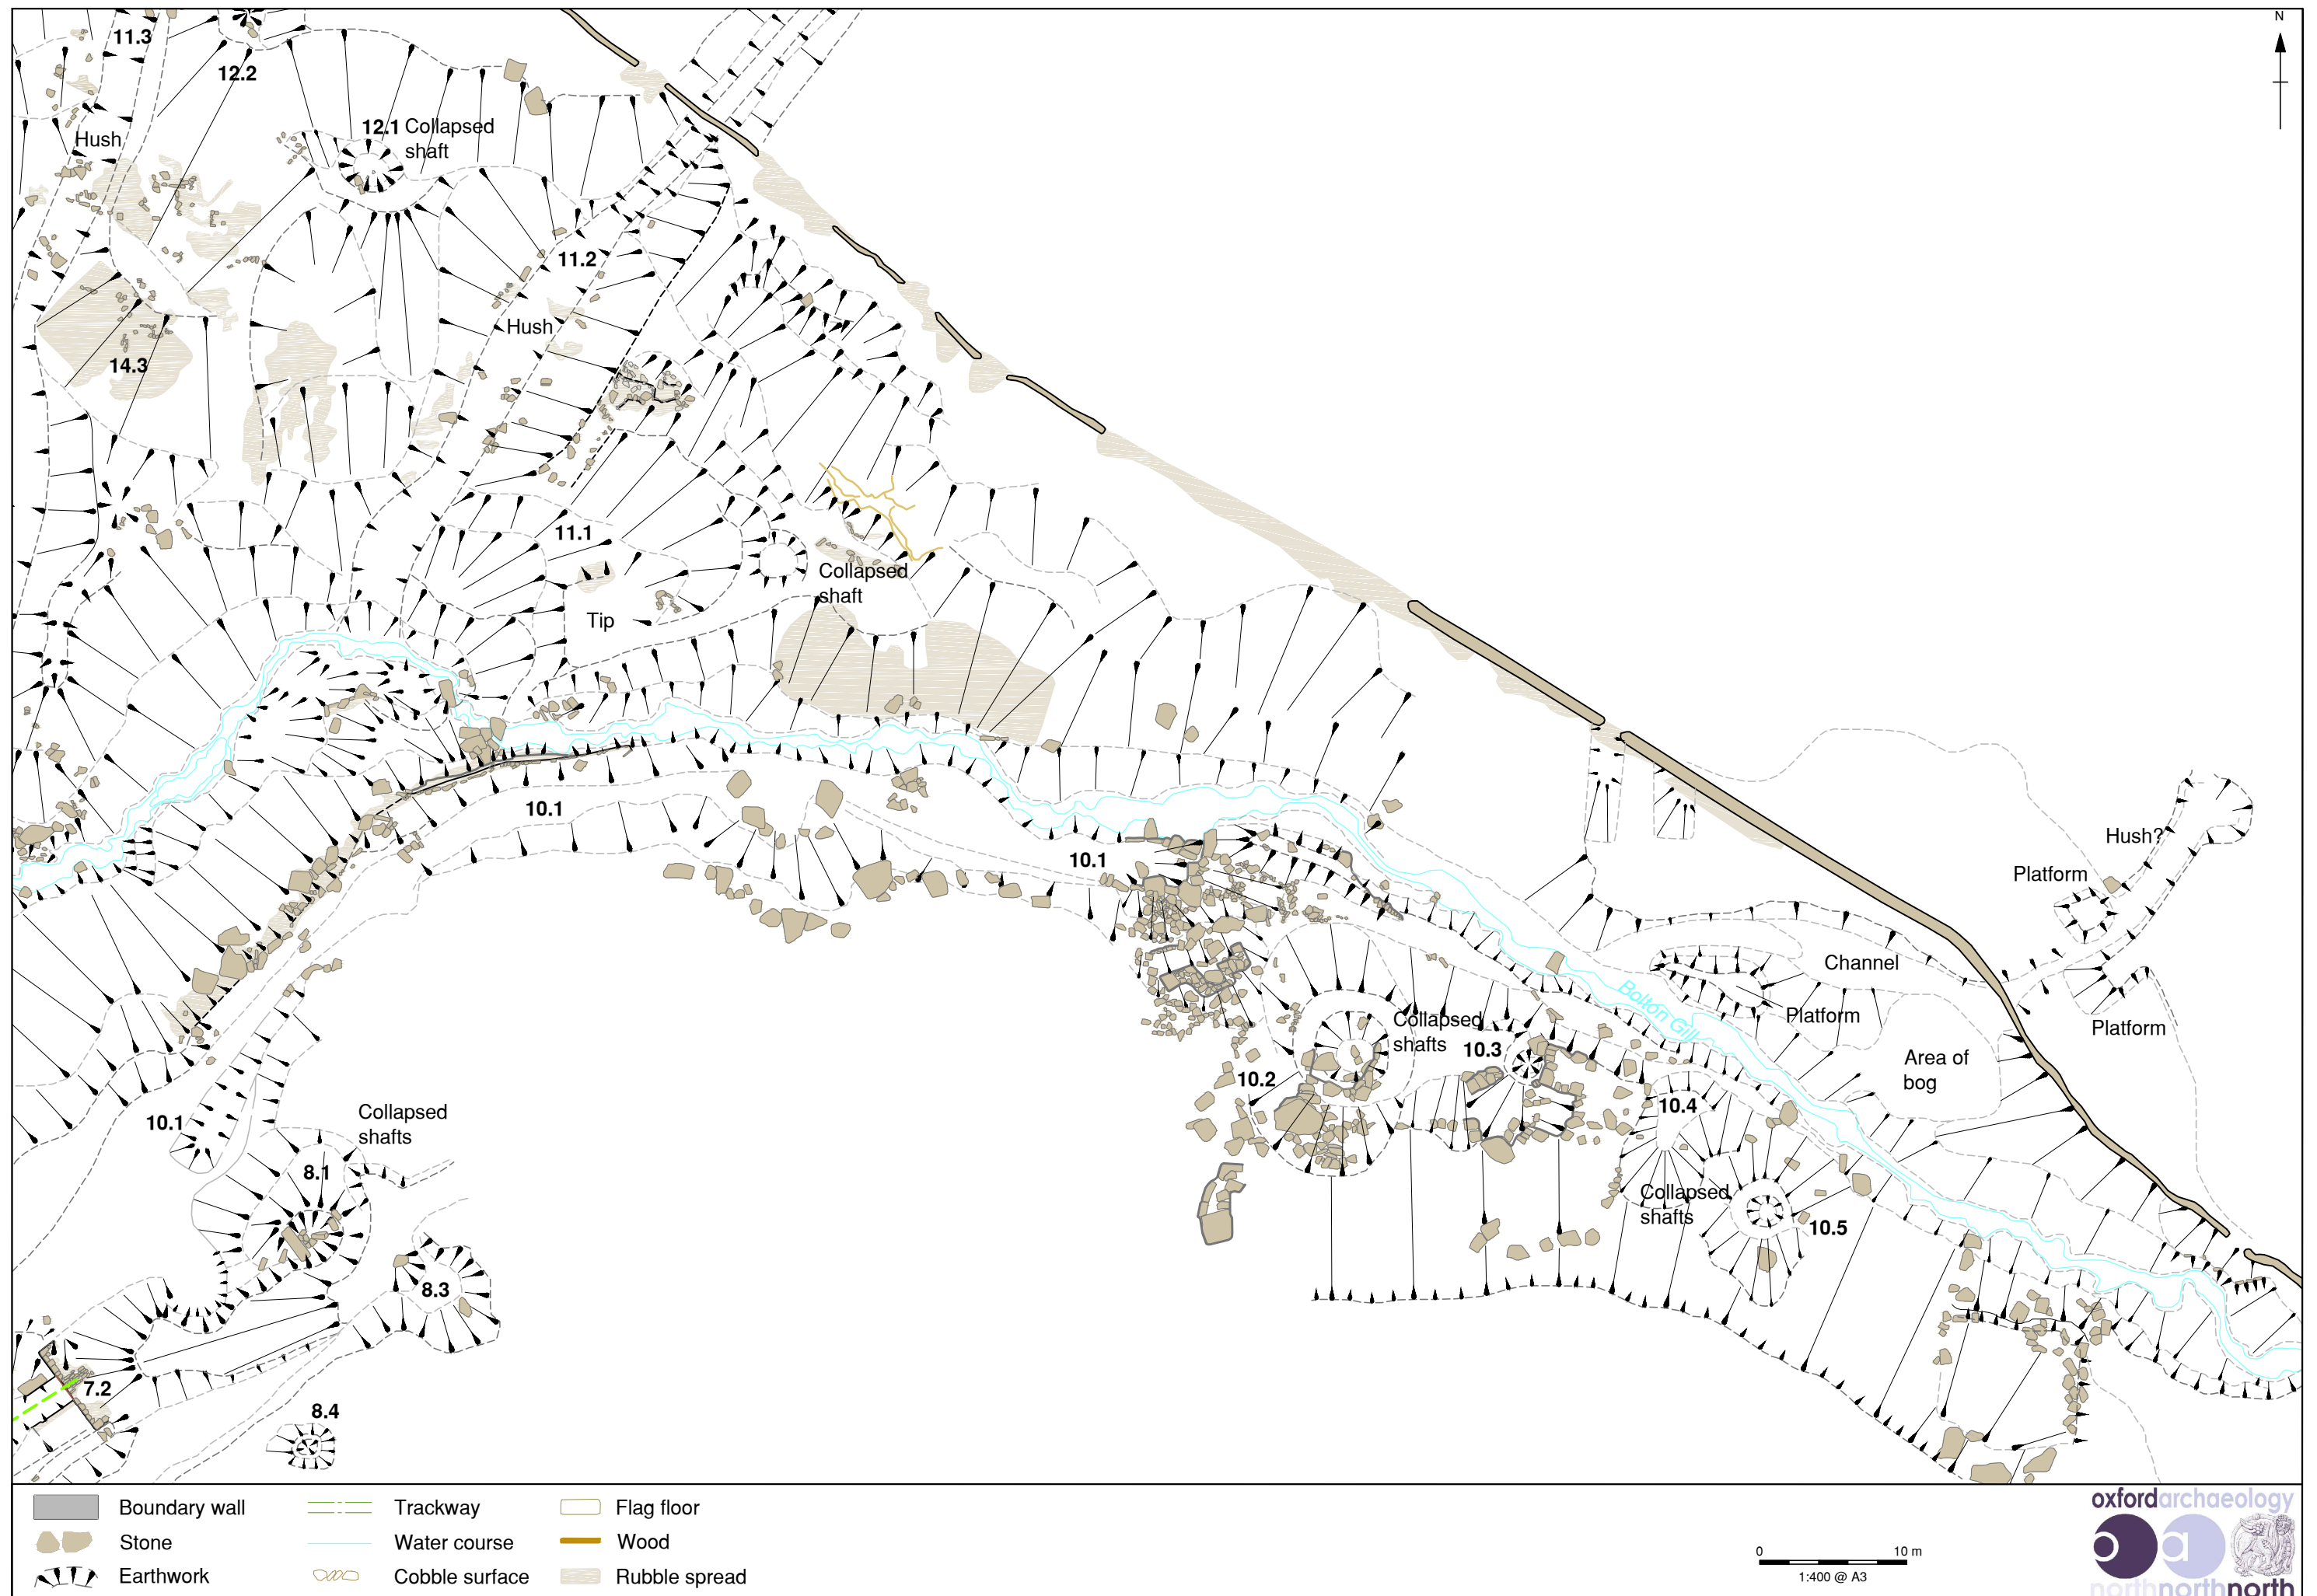 N
11.3
12.2
12.1 Collapsed
shaft
Hush
11.2
Hush
14.3
11.1
Collapsed
shaft
Tip
10.1
10.1
Hush?
Platform
Channel
Bolton Gill
Platform
Platform
Collapsed
shafts
10.3
Area of
bog
10.2
10.4
10.1
Collapsed
shafts
8.1
Collapsed
shafts
10.5
8.3
7.2
8.4
Boundary wall
Trackway
Flag floor
Stone
Water course
Wood
Earthwork
Cobble surface
Rubble spread
0 10 m
1:400 @ A3
oxfordarchaeology
o a
northnorthnorth